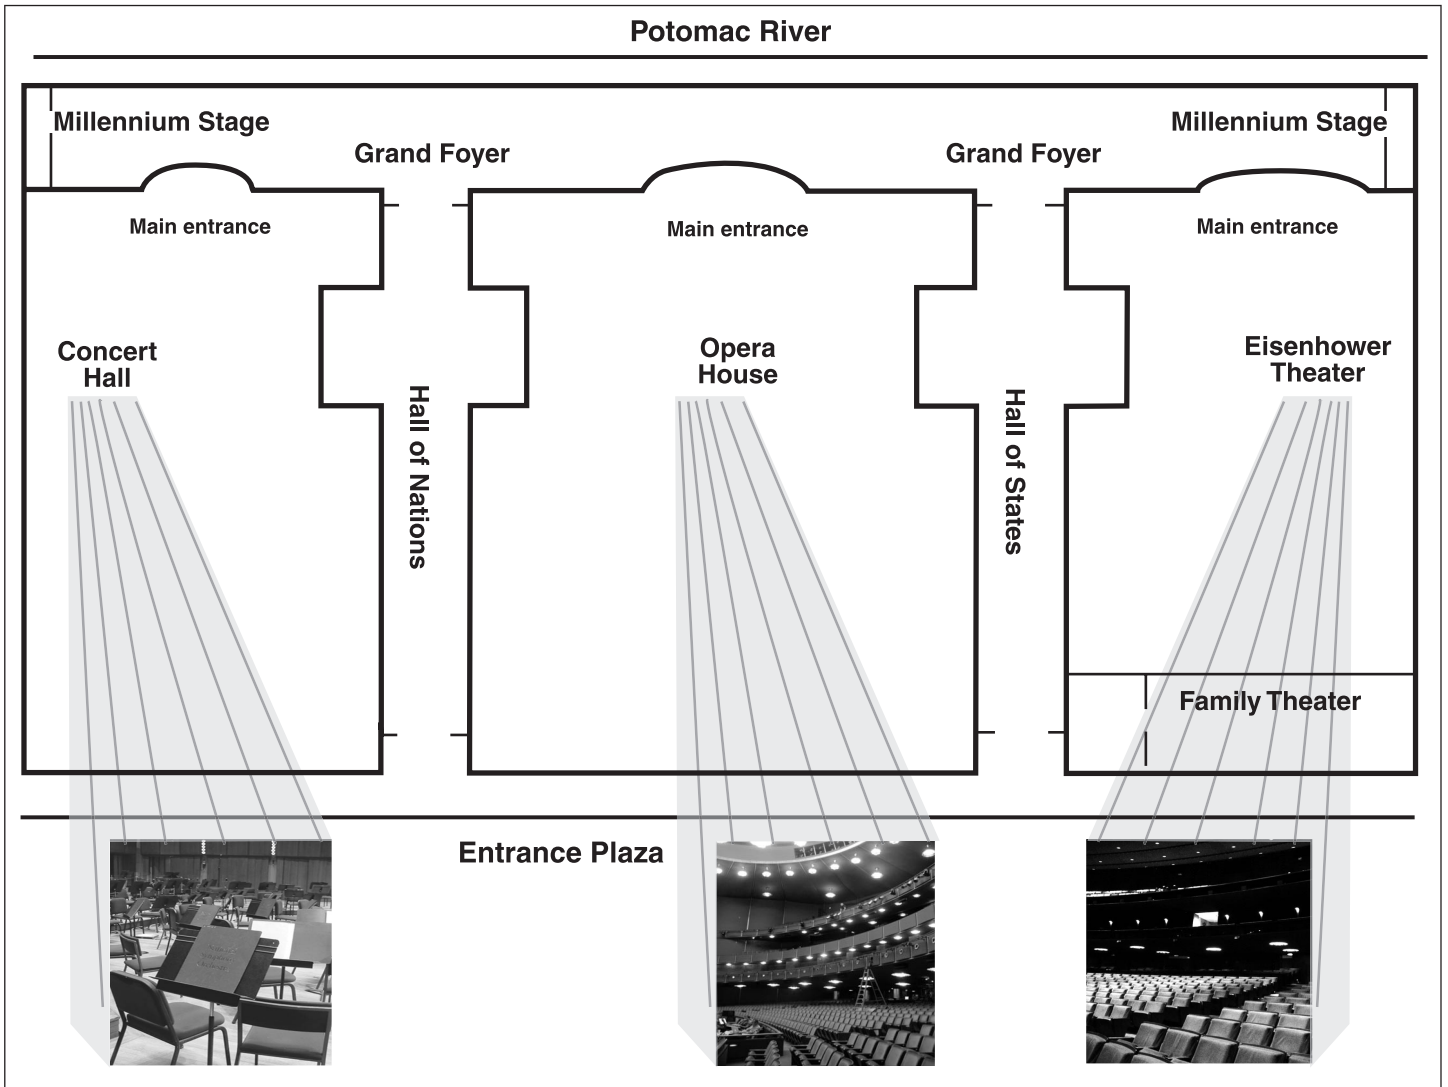 Potomac River
Millennium Stage
Millennium Stage
Grand Foyer
Grand Foyer
Main entrance
Main entrance
Main entrance
Concert
Hall
Opera
House
Eisenhower
Theater
Hall of Nations
Hall of States
Family Theater
Entrance Plaza